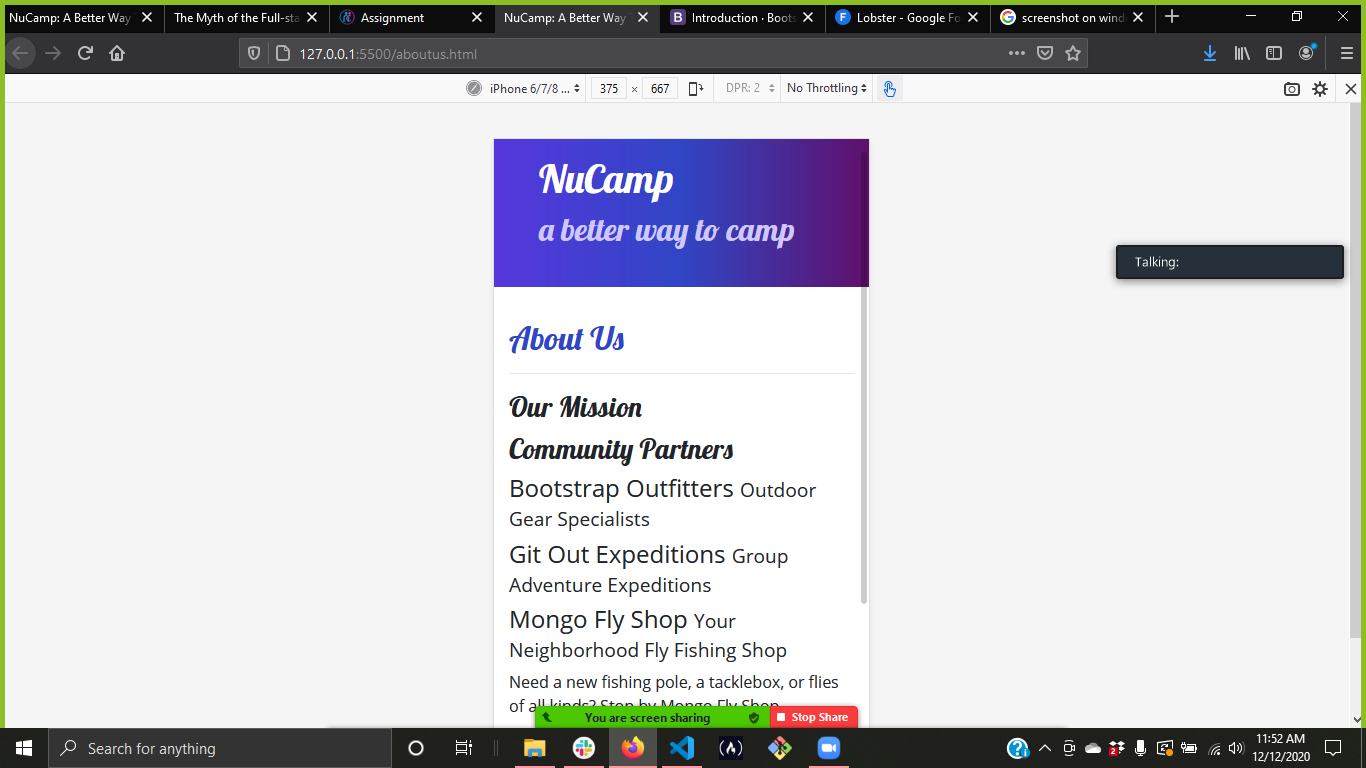 NuCamp: A Better Way
The Myth of the Full-sta
Assignment
NuCamp: A Better Way
Introduction · Boots
Lobster - Google Fo
screenshot on wind
127.0.0.1:5500/aboutus.html
iPhone 6/7/8 ... 375 × 667 DPR: 2 No Throttling
NuCamp
a better way to camp
Talking:
About Us
Our Mission
Community Partners
Bootstrap Outfitters Outdoor
Gear Specialists
Git Out Expeditions Group
Adventure Expeditions
Mongo Fly Shop Your
Neighborhood Fly Fishing Shop
Need a new fishing pole, a tacklebox, or flies
of all kinds? Stop by Mongo Fly Shop
You are screen sharing Stop Share
Search for anything
11:52 AM
12/12/2020